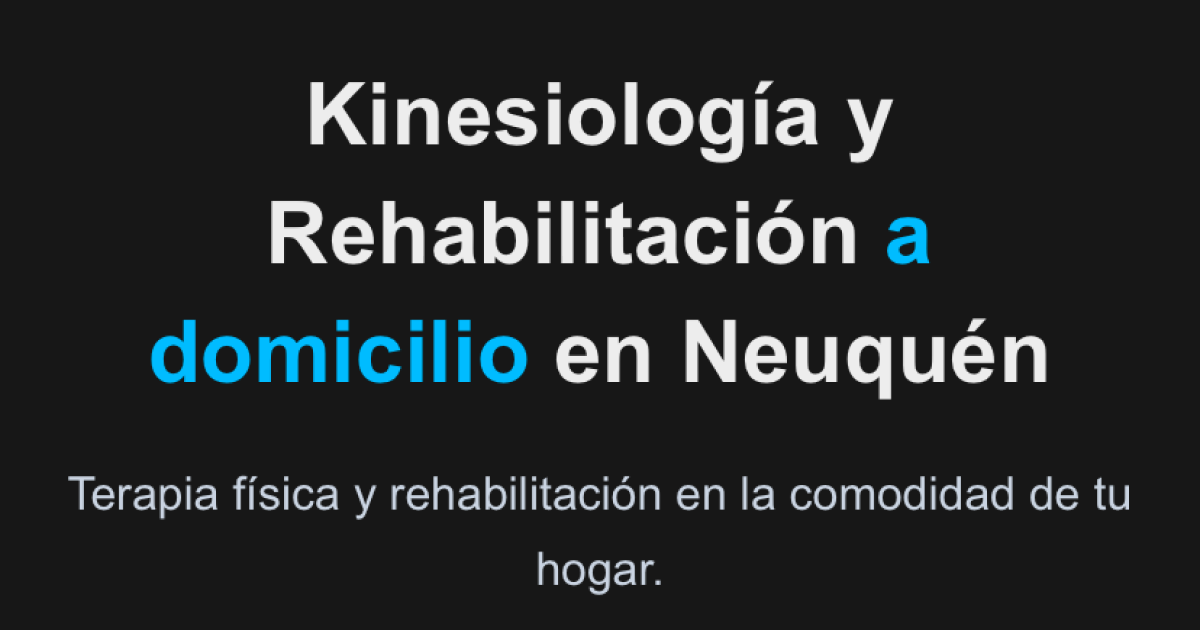 Kinesiología y
Rehabilitación a
domicilio en Neuquén
Terapia física y rehabilitación en la comodidad de tu
hogar.